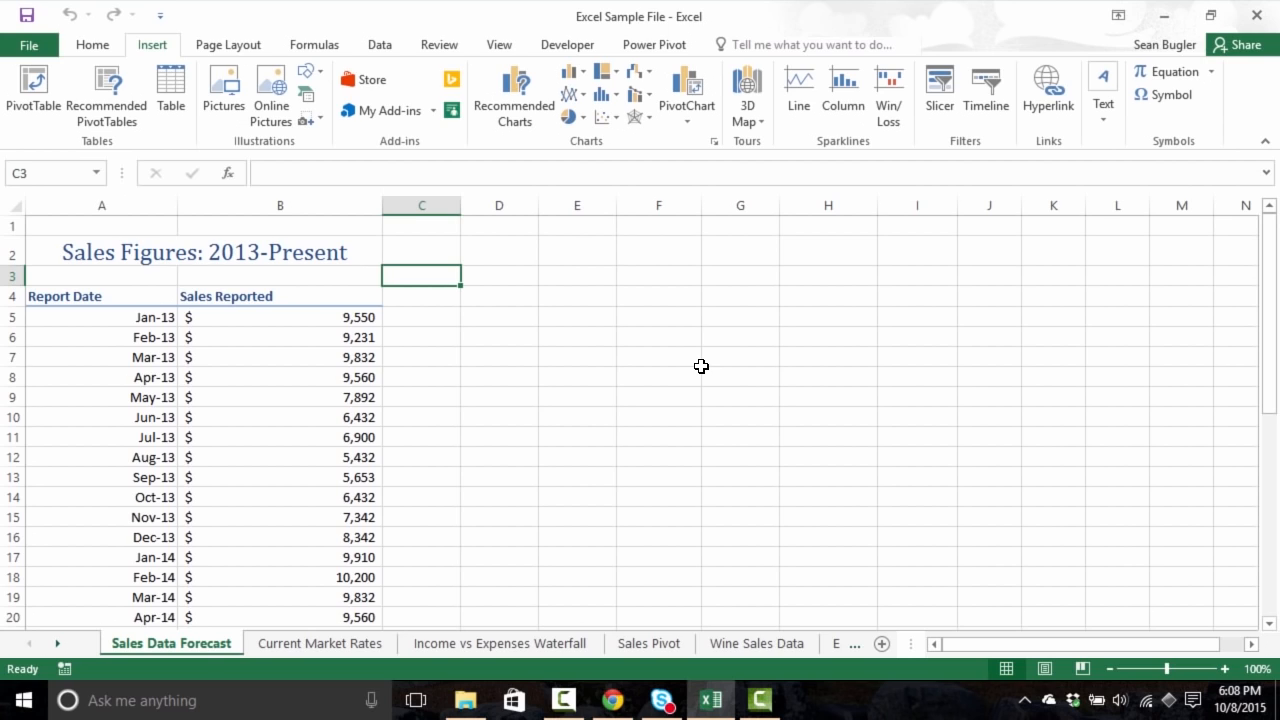 Excel Sample File - Excel
File Home Insert Page Layout Formulas Data Review View Developer Power Pivot Tell me what you want to do... Sean Bugler Share
PivotTable
Recommended
PivotTables
Table
Pictures
Online
Pictures
Store
My Add-ins
Recommended
Charts
PivotChart
3D
Map
Line
Column
Win/
Loss
Slicer
Timeline
Hyperlink
A
Text
π Equation
Ω Symbol
Tables Illustrations Add-ins Charts Tours Sparklines Filters Links Symbols
C3 fx
A B C D E F G H I J K L M N
1
2 Sales Figures: 2013-Present
3
4 Report Date Sales Reported
5 Jan-13 $ 9,550
6 Feb-13 $ 9,231
7 Mar-13 $ 9,832
8 Apr-13 $ 9,560
9 May-13 $ 7,892
10 Jun-13 $ 6,432
11 Jul-13 $ 6,900
12 Aug-13 $ 5,432
13 Sep-13 $ 5,653
14 Oct-13 $ 6,432
15 Nov-13 $ 7,342
16 Dec-13 $ 8,342
17 Jan-14 $ 9,910
18 Feb-14 $ 10,200
19 Mar-14 $ 9,832
20 Apr-14 $ 9,560
Sales Data Forecast Current Market Rates Income vs Expenses Waterfall Sales Pivot Wine Sales Data E ...
Ready 100%
Ask me anything 6:08 PM
10/8/2015